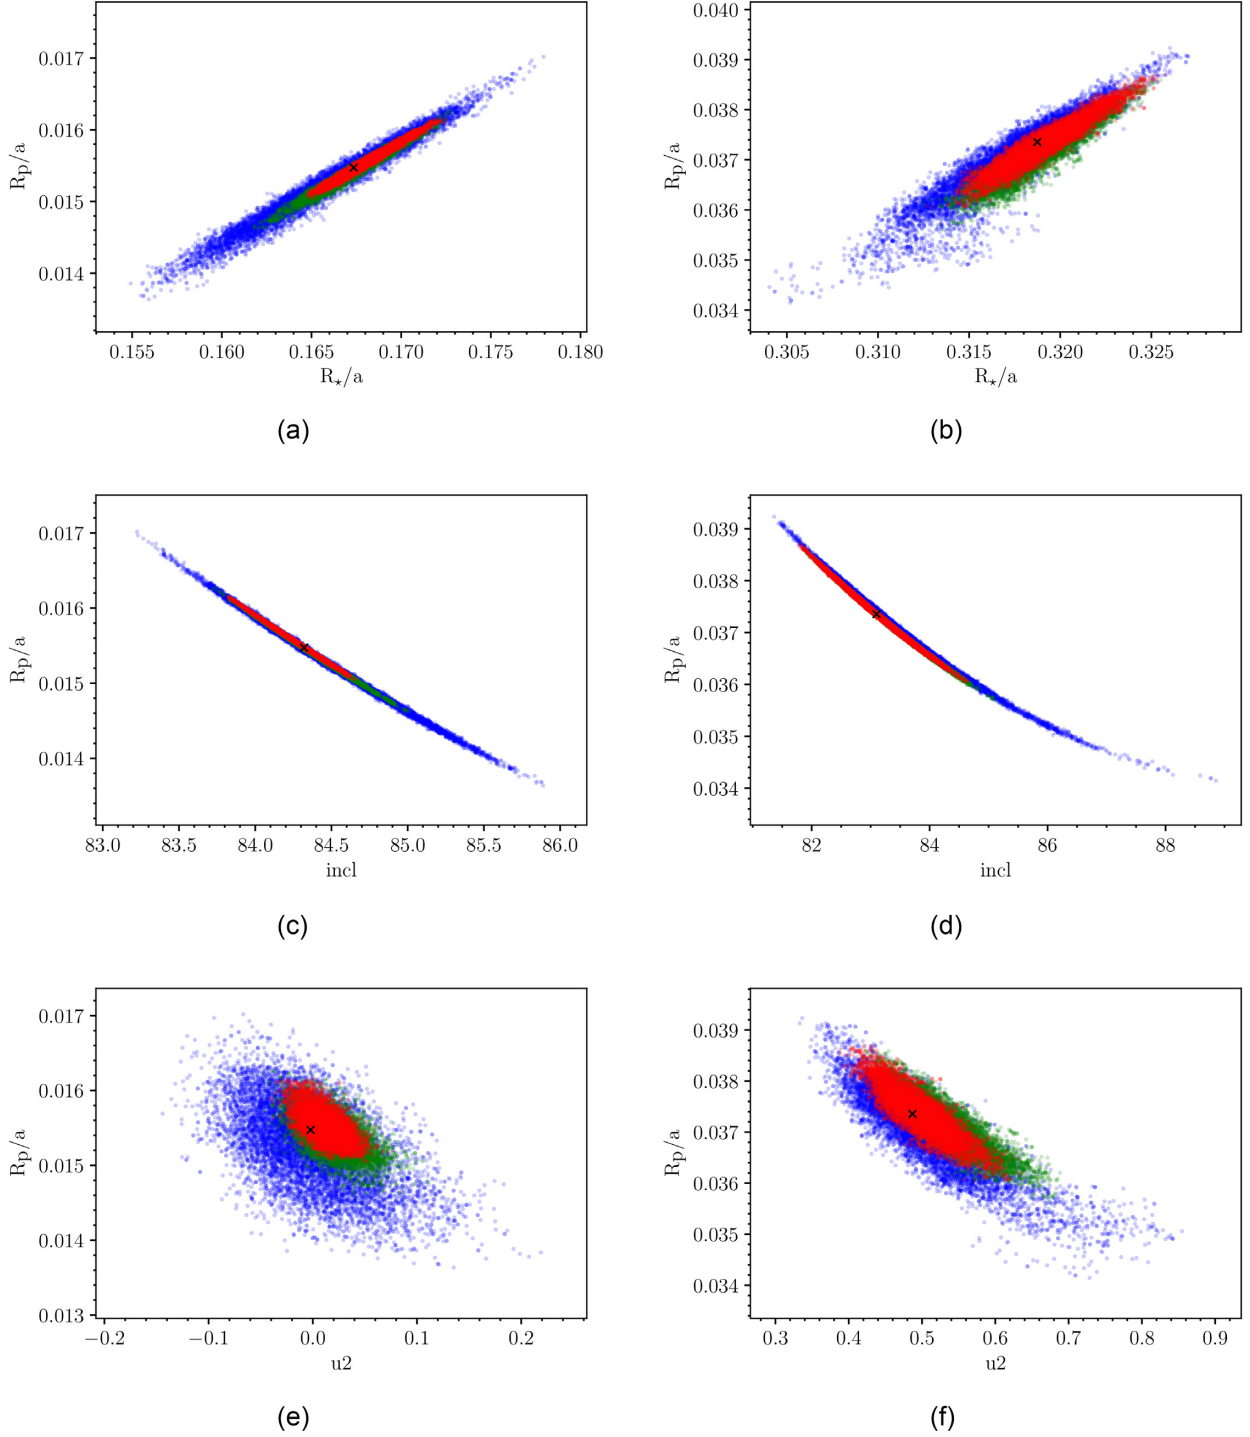 0.017
0.016
0.015
0.014
Rp/a
0.155 0.160 0.165 0.170 0.175 0.180
R⋆/a
(a)
0.040
0.039
0.038
0.037
0.036
0.035
0.034
Rp/a
0.305 0.310 0.315 0.320 0.325
R⋆/a
(b)
0.017
0.016
0.015
0.014
Rp/a
83.0 83.5 84.0 84.5 85.0 85.5 86.0
incl
(c)
0.039
0.038
0.037
0.036
0.035
0.034
Rp/a
82 84 86 88
incl
(d)
0.017
0.016
0.015
0.014
0.013
Rp/a
−0.2 −0.1 0.0 0.1 0.2
u2
(e)
0.039
0.038
0.037
0.036
0.035
0.034
Rp/a
0.3 0.4 0.5 0.6 0.7 0.8 0.9
u2
(f)